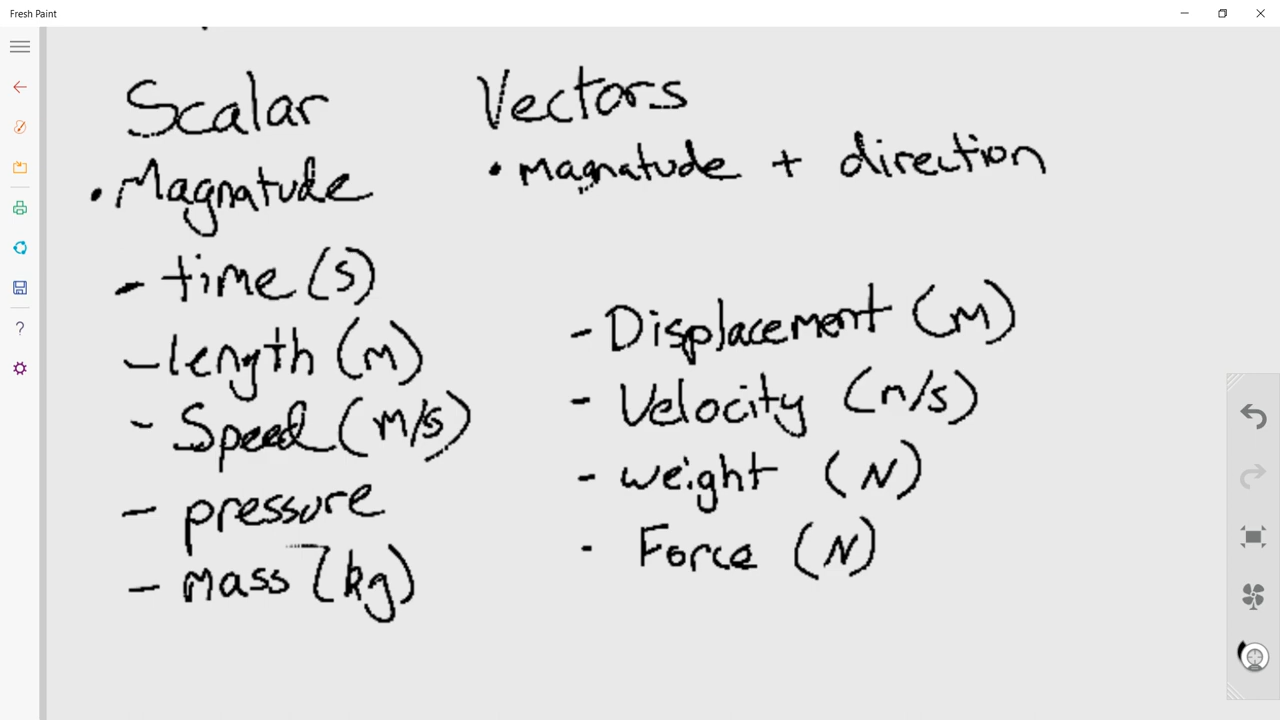 Fresh Paint
Scalar
• Magnatude
- time (s)
- length (m)
- Speed (m/s)
- pressure
- mass (kg)
Vectors
• magnatude + direction
- Displacement (m)
- Velocity (m/s)
- weight (N)
- Force (N)